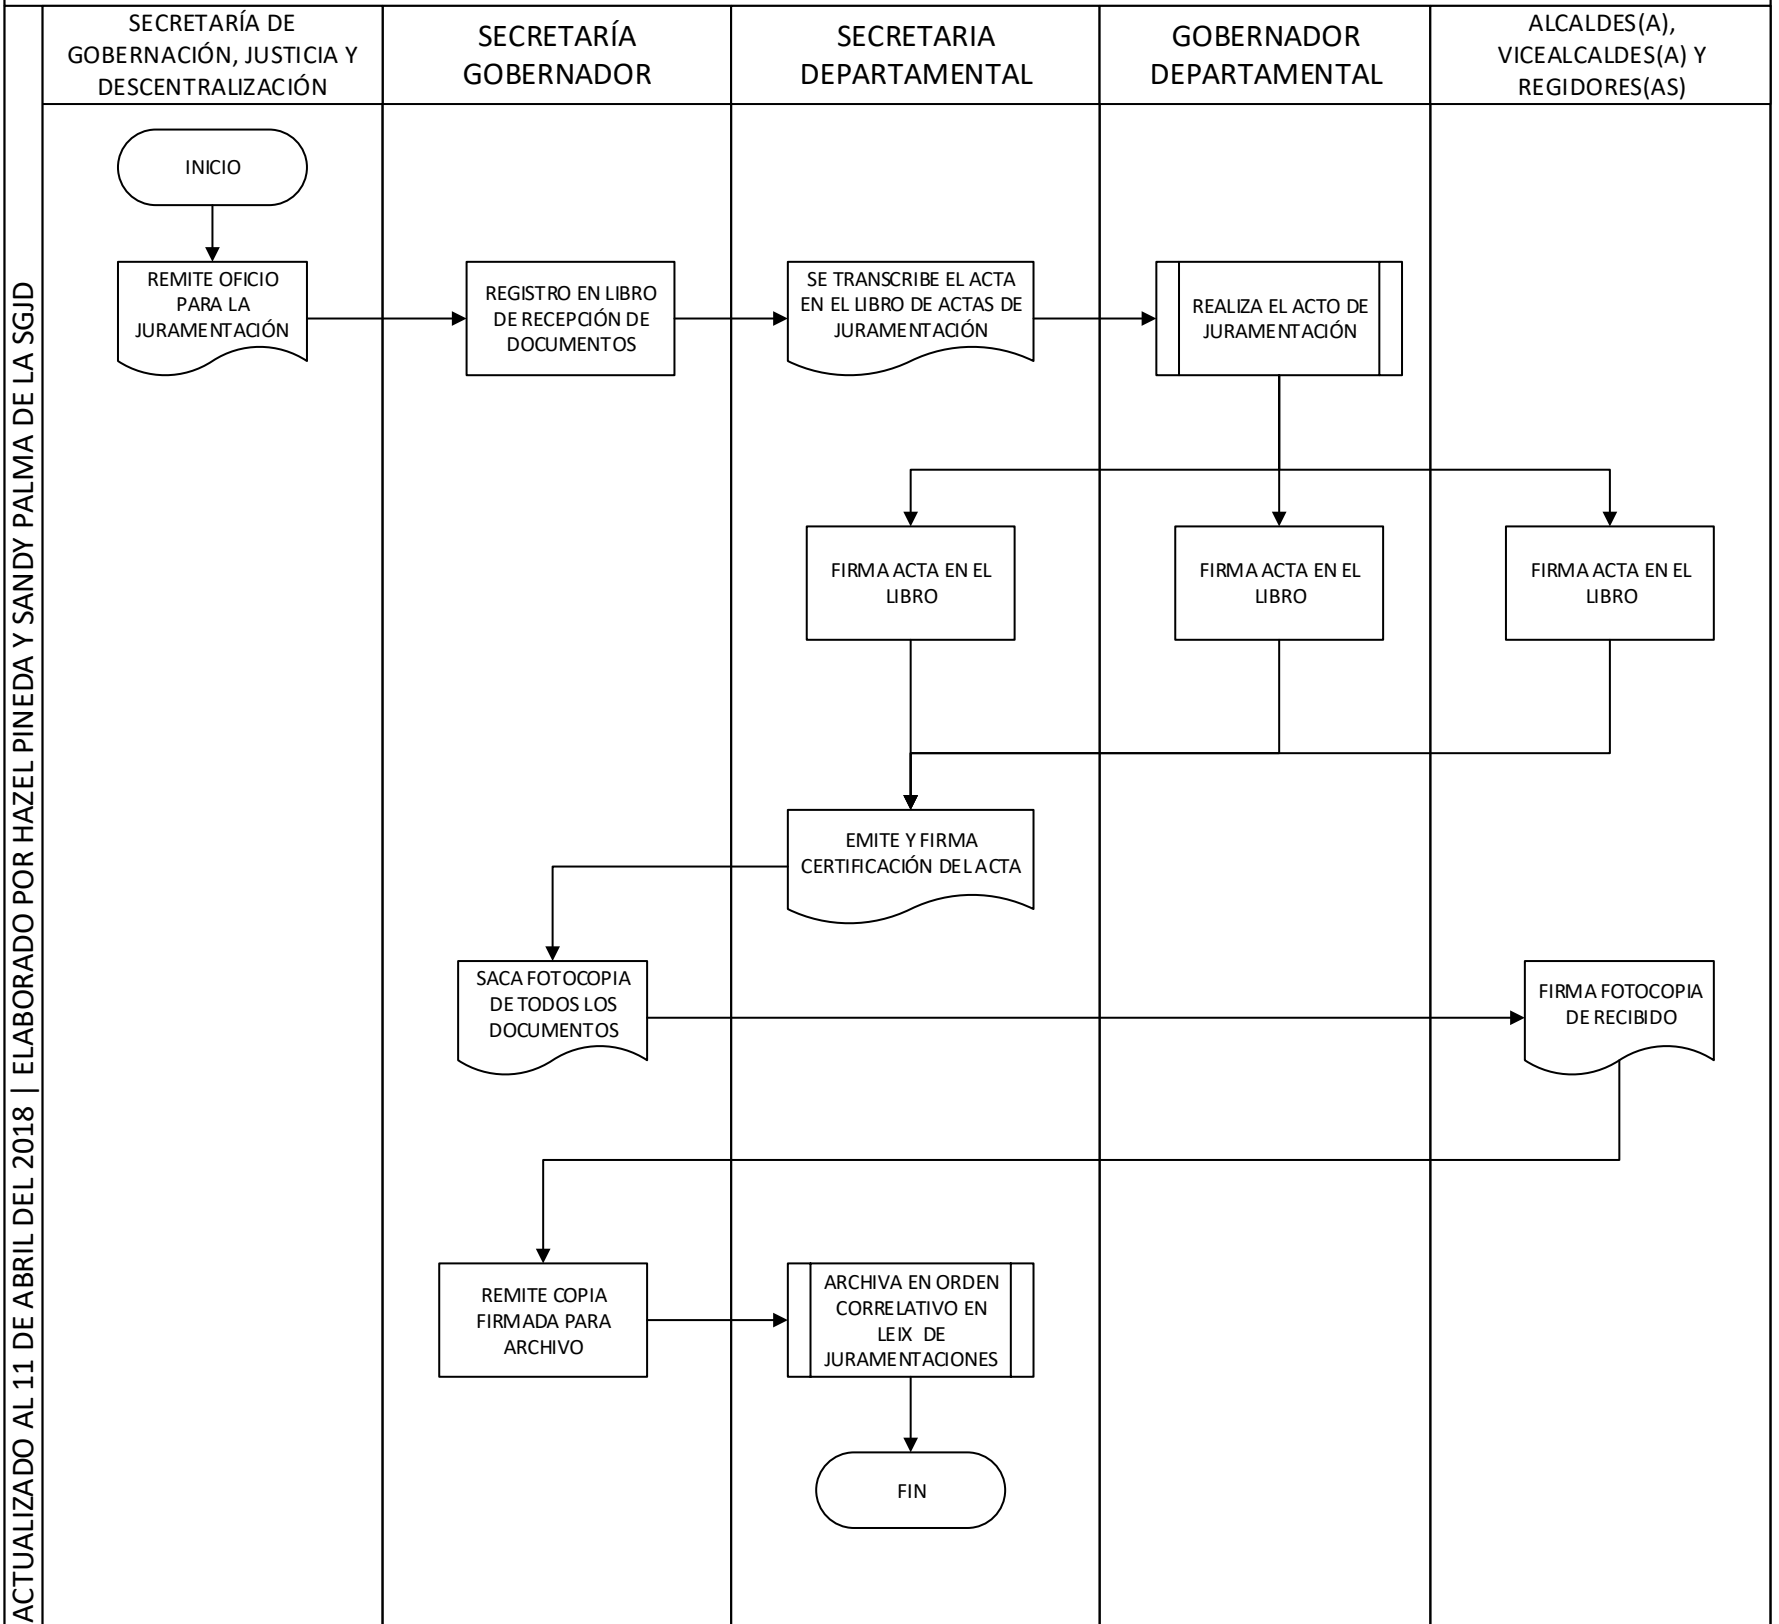 SECRETARÍA DE
GOBERNACIÓN, JUSTICIA Y
DESCENTRALIZACIÓN
SECRETARÍA
GOBERNADOR
SECRETARIA
DEPARTAMENTAL
GOBERNADOR
DEPARTAMENTAL
ALCALDES(A),
VICEALCALDES(A) Y
REGIDORES(AS)
INICIO
REMITE OFICIO
PARA LA
JURAMENTACIÓN
REGISTRO EN LIBRO
DE RECEPCIÓN DE
DOCUMENTOS
SE TRANSCRIBE EL ACTA
EN EL LIBRO DE ACTAS DE
JURAMENTACIÓN
REALIZA EL ACTO DE
JURAMENTACIÓN
FIRMA ACTA EN EL
LIBRO
FIRMA ACTA EN EL
LIBRO
FIRMA ACTA EN EL
LIBRO
EMITE Y FIRMA
CERTIFICACIÓN DEL ACTA
SACA FOTOCOPIA
DE TODOS LOS
DOCUMENTOS
FIRMA FOTOCOPIA
DE RECIBIDO
REMITE COPIA
FIRMADA PARA
ARCHIVO
ARCHIVA EN ORDEN
CORRELATIVO EN
LEIX DE
JURAMENTACIONES
FIN
ACTUALIZADO AL 11 DE ABRIL DEL 2018 | ELABORADO POR HAZEL PINEDA Y SANDY PALMA DE LA SGJD